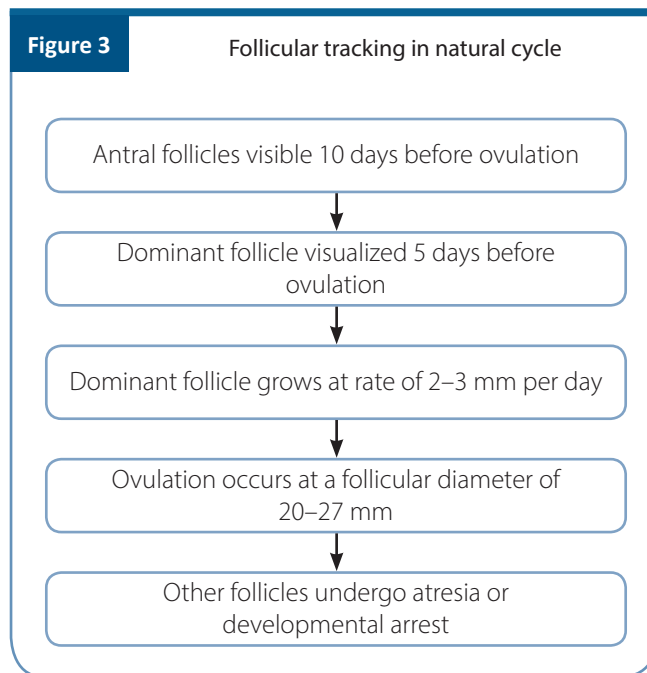 Figure 3
Follicular tracking in natural cycle
Antral follicles visible 10 days before ovulation
Dominant follicle visualized 5 days before
ovulation
Dominant follicle grows at rate of 2–3 mm per day
Ovulation occurs at a follicular diameter of
20–27 mm
Other follicles undergo atresia or
developmental arrest